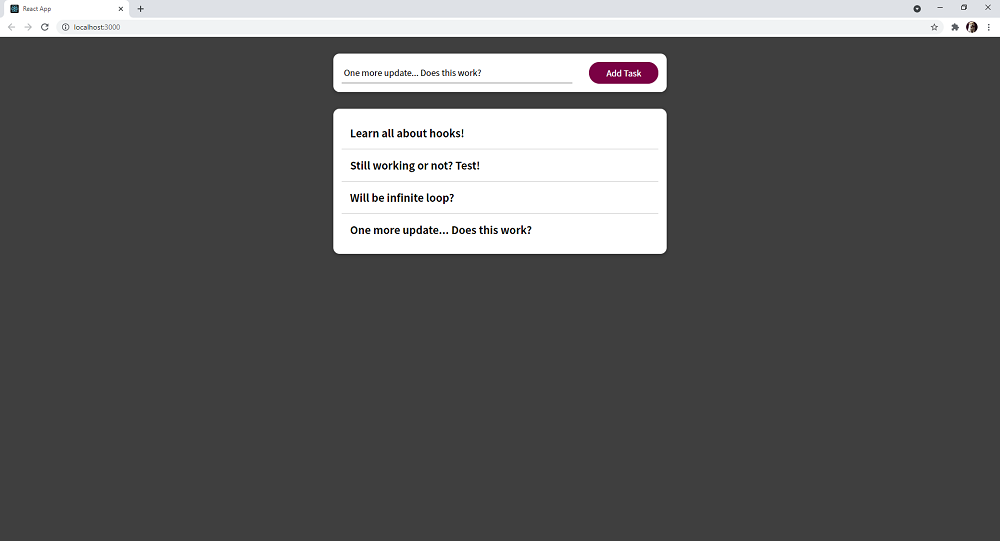 React App
localhost:3000
One more update... Does this work?
Add Task
Learn all about hooks!
Still working or not? Test!
Will be infinite loop?
One more update... Does this work?